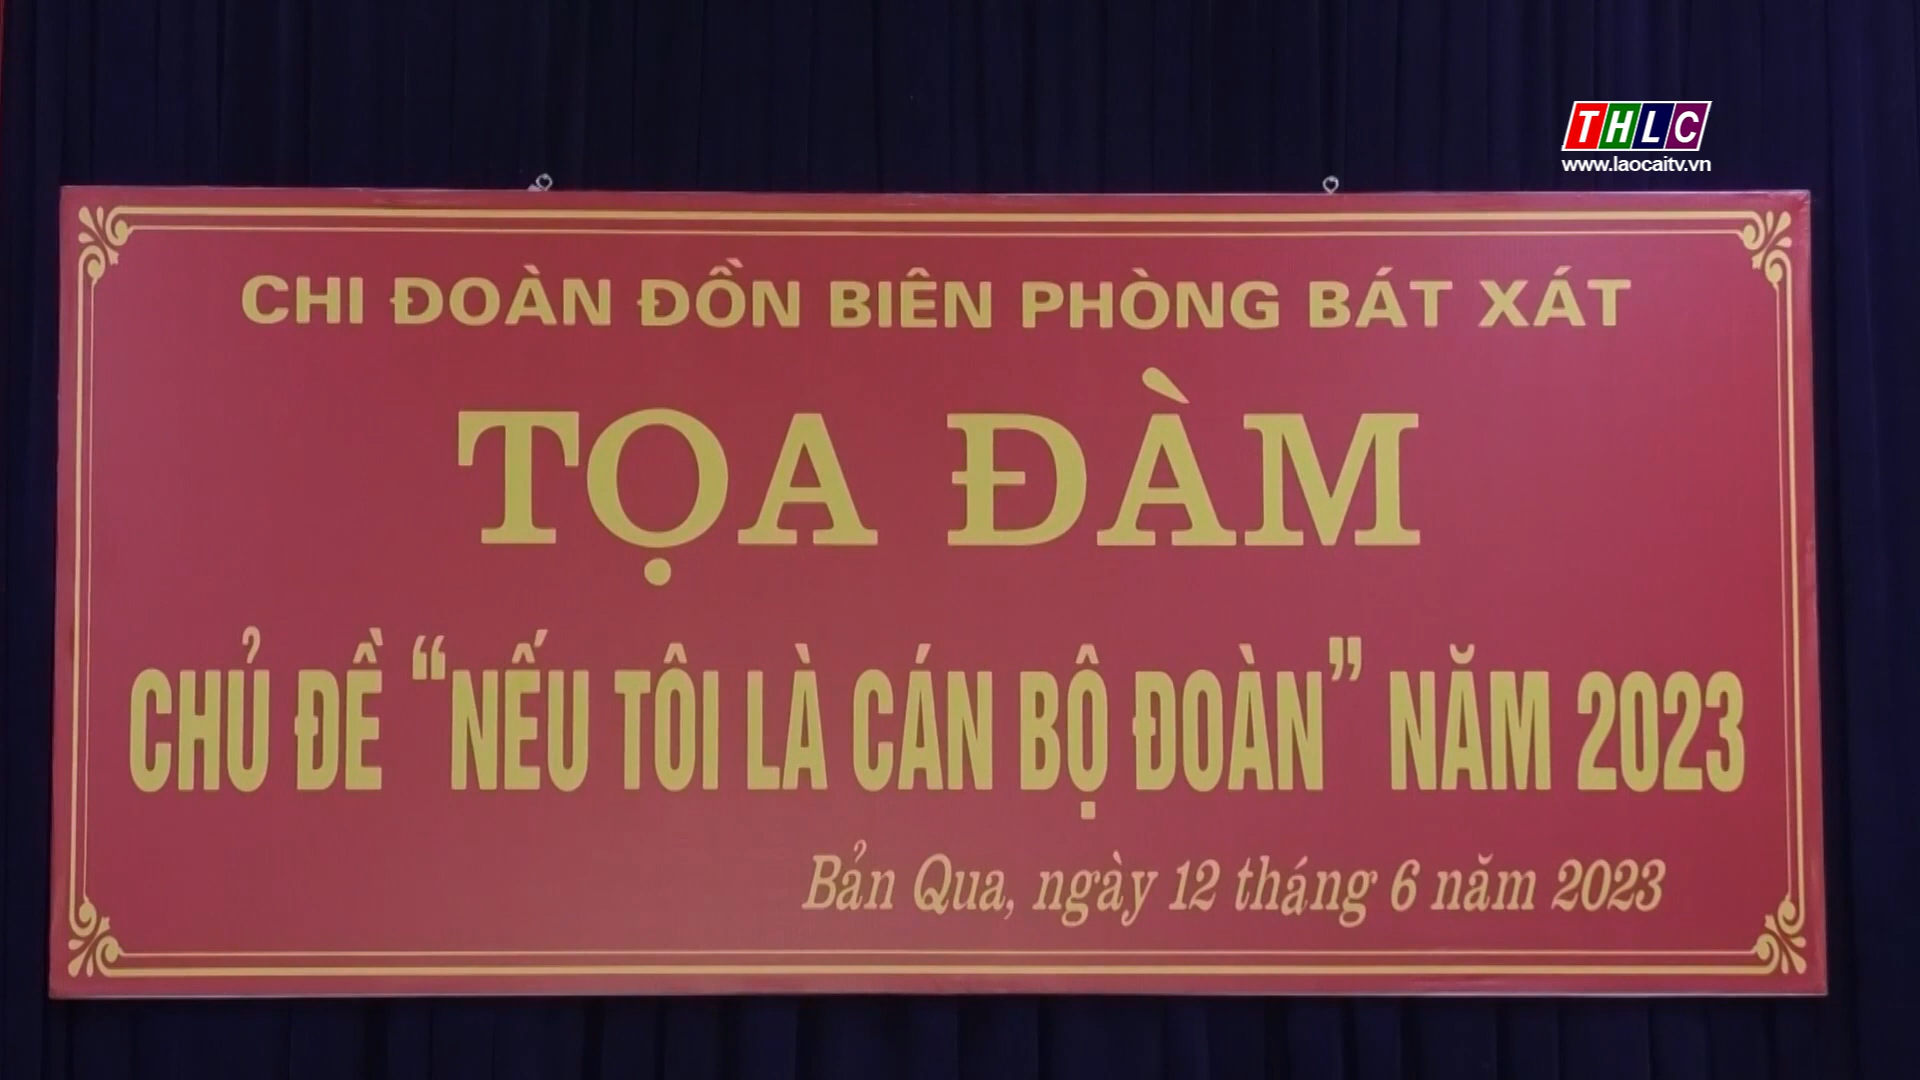 THLC
www.laocaitv.vn
CHI ĐOÀN ĐỒN BIÊN PHÒNG BÁT XÁT
TỌA ĐÀM
CHỦ ĐỀ “NẾU TÔI LÀ CÁN BỘ ĐOÀN” NĂM 2023
Bản Qua, ngày 12 tháng 6 năm 2023